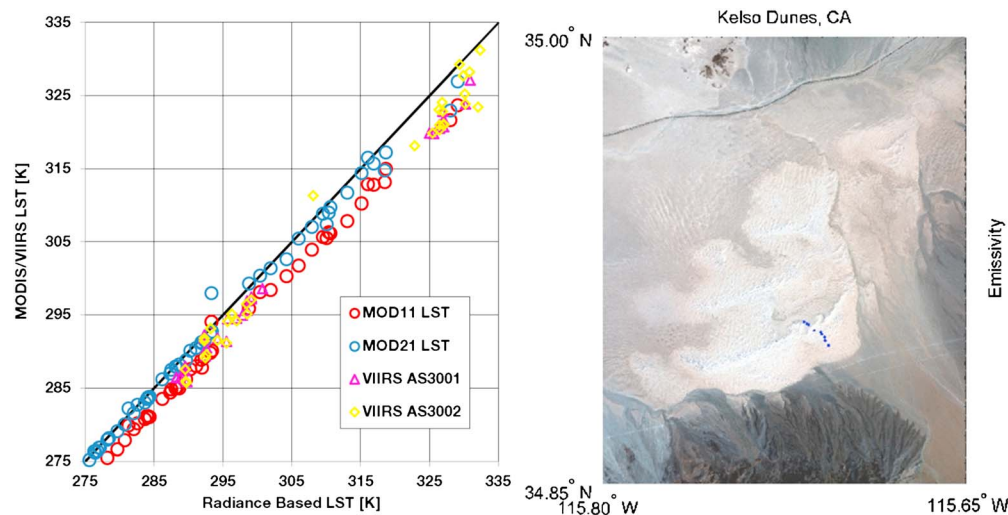 MODIS/VIIRS LST [K]
335
325
315
305
295
285
275
275
285
295
305
315
325
335
Radiance Based LST [K]
MOD11 LST
MOD21 LST
VIIRS AS3001
VIIRS AS3002
Kelso Dunes, CA
35.00° N
34.85° N
115.80° W
115.65° W
Emissivity